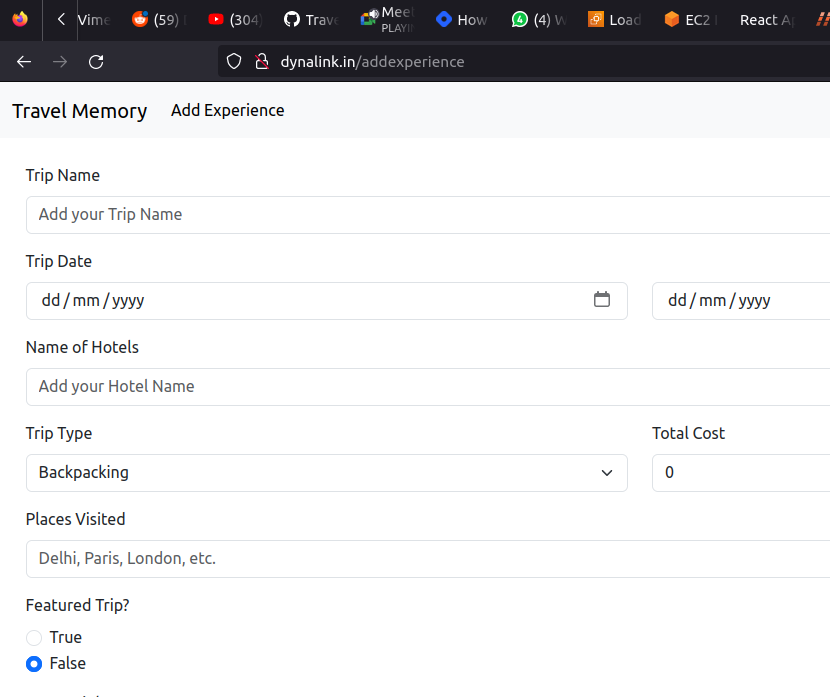 Vime (59) (304) Trave Meet How (4) W Load EC2 React Ap
PLAYIN
dynalink.in/addexperience
Travel Memory Add Experience
Trip Name
Add your Trip Name
Trip Date
dd / mm / yyyy dd / mm / yyyy
Name of Hotels
Add your Hotel Name
Trip Type Total Cost
Backpacking 0
Places Visited
Delhi, Paris, London, etc.
Featured Trip?
True
False